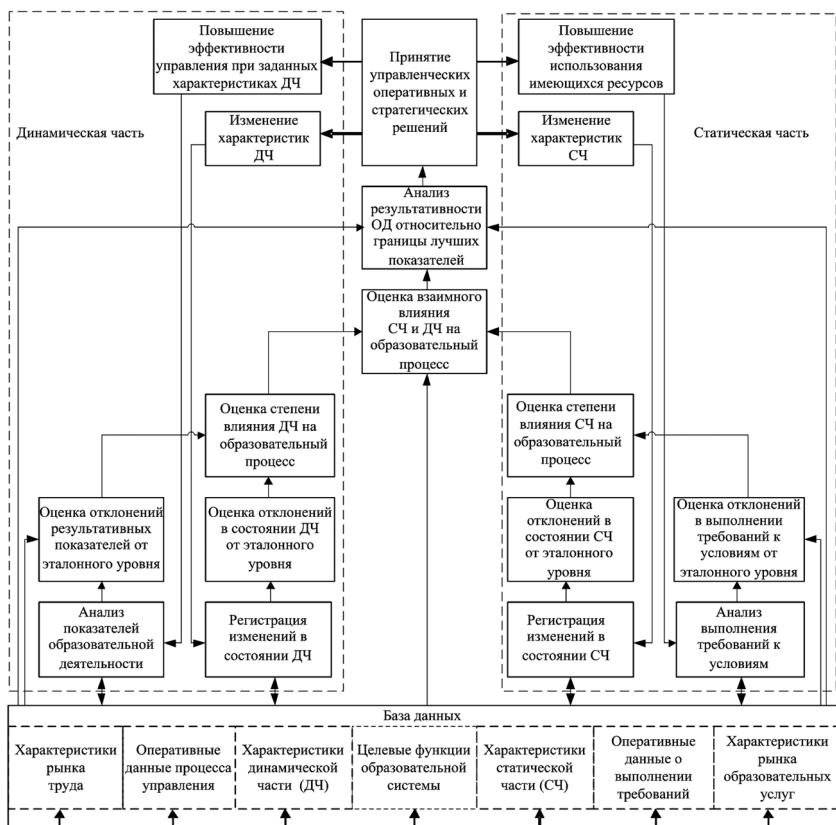 Повышение
эффективности
управления при заданных
характеристиках ДЧ
Принятие
управленческих
оперативных и
стратегических
решений
Повышение
эффективности
использования
имеющихся ресурсов
Динамическая часть
Изменение
характеристик
ДЧ
Изменение
характеристик
СЧ
Статическая часть
Анализ
результативности
ОД относительно
границы лучших
показателей
Оценка взаимного
влияния
СЧ и ДЧ на
образовательный
процесс
Оценка степени
влияния ДЧ на
образовательный
процесс
Оценка степени
влияния СЧ на
образовательный
процесс
Оценка отклонений
результативных
показателей от
эталонного уровня
Оценка отклонений
в состоянии ДЧ
от эталонного
уровня
Оценка
отклонений в
состоянии СЧ
от эталонного
уровня
Оценка отклонений
в выполнении
требований к
условиям от
эталонного уровня
Анализ
показателей
образовательной
деятельности
Регистрация
изменений в
состоянии ДЧ
Регистрация
изменений в
состоянии СЧ
Анализ
выполнения
требований к
условиям
База данных
Характеристики
рынка
труда
Оперативные
данные процесса
управления
Характеристики
динамической
части (ДЧ)
Целевые функции
образовательной
системы
Характеристики
статической
части (СЧ)
Оперативные
данные о
выполнении
требований
Характеристики
рынка
образовательных
услуг